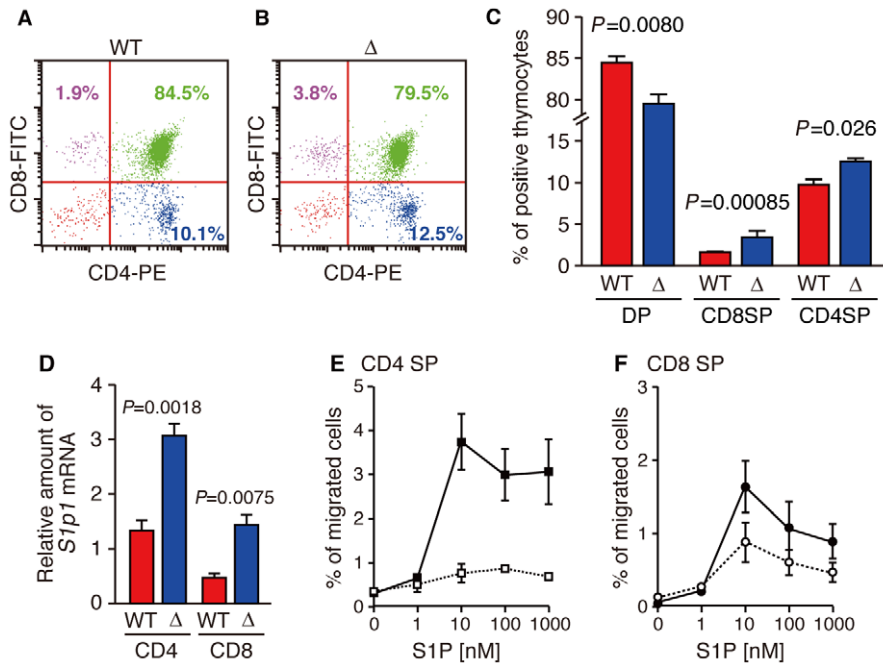 A
WT
1.9%
84.5%
10.1%
CD8-FITC
CD4-PE
B
Δ
3.8%
79.5%
12.5%
CD8-FITC
CD4-PE
C
% of positive thymocytes
90
85
80
15
10
5
0
P=0.0080
P=0.00085
P=0.026
WT Δ WT Δ WT Δ
DP CD8SP CD4SP
D
Relative amount of
S1p1 mRNA
4
3
2
1
0
P=0.0018
P=0.0075
WT Δ WT Δ
CD4 CD8
E CD4 SP
% of migrated cells
5
4
3
2
1
0
0 1 10 100 1000
S1P [nM]
F CD8 SP
% of migrated cells
3
2
1
0
0 1 10 100 1000
S1P [nM]